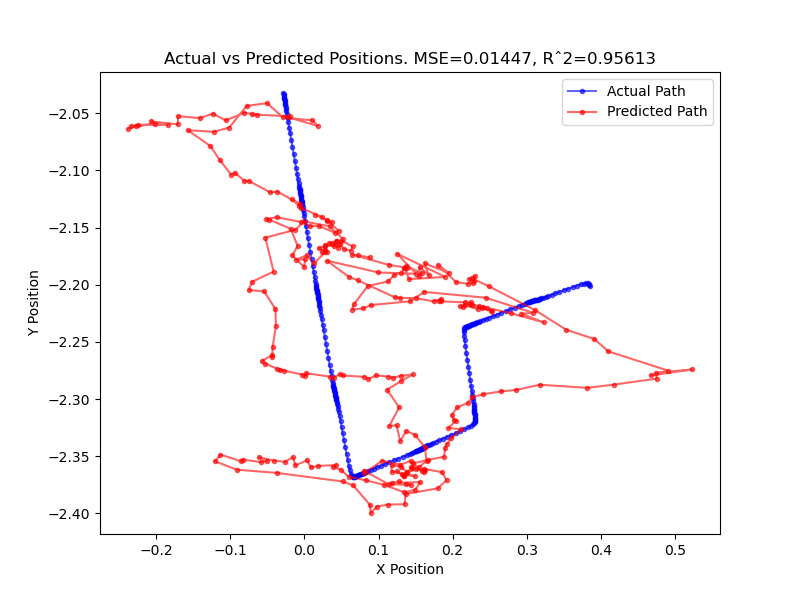 Actual vs Predicted Positions. MSE=0.01447, Rˆ2=0.95613
Actual Path
Predicted Path
Y Position
−2.05
−2.10
−2.15
−2.20
−2.25
−2.30
−2.35
−2.40
−0.2 −0.1 0.0 0.1 0.2 0.3 0.4 0.5
X Position